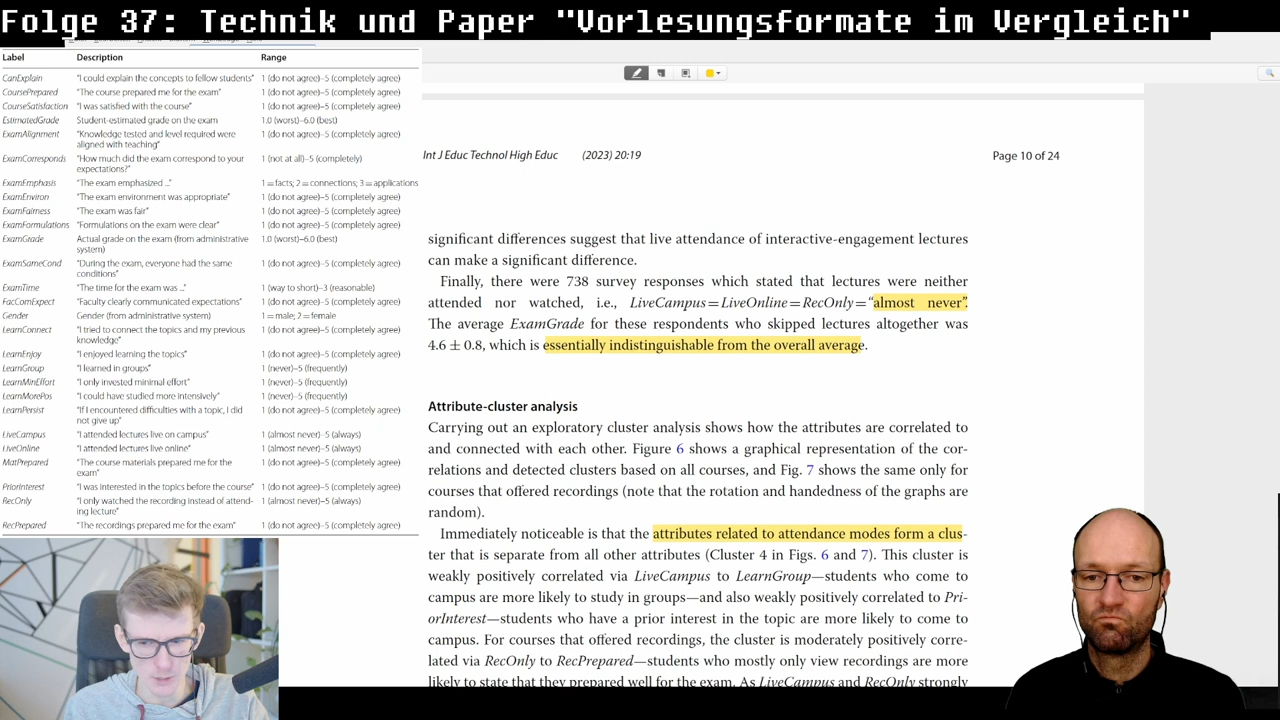 Folge 37: Technik und Paper "Vorlesungsformate im Vergleich"
Label Description Range
CanExplain "I could explain the concepts to fellow students" 1 (do not agree)–5 (completely agree)
CoursePrepared "The course prepared me for the exam" 1 (do not agree)–5 (completely agree)
CourseSatisfaction "I was satisfied with the course" 1 (do not agree)–5 (completely agree)
EstimatedGrade Student-estimated grade on the exam 1.0 (worst)–6.0 (best)
ExamAlignment "Knowledge tested and level required were 1 (do not agree)–5 (completely agree)
aligned with teaching"
ExamCorresponds "How much did the exam correspond to your 1 (not at all)–5 (completely)
expectations?"
ExamEmphasis "The exam emphasized ..." 1 = facts; 2 = connections; 3 = applications
ExamEnviron "The exam environment was appropriate" 1 (do not agree)–5 (completely agree)
ExamFairness "The exam was fair" 1 (do not agree)–5 (completely agree)
ExamFormulations "Formulations on the exam were clear" 1 (do not agree)–5 (completely agree)
ExamGrade Actual grade on the exam (from administrative 1.0 (worst)–6.0 (best)
system)
ExamSameCond "During the exam, everyone had the same 1 (do not agree)–5 (completely agree)
conditions"
ExamTime "The time for the exam was ..." 1 (way to short)–3 (reasonable)
FacComExpect "Faculty clearly communicated expectations" 1 (do not agree)–5 (completely agree)
Gender Gender (from administrative system) 1 = male; 2 = female
LearnConnect "I tried to connect the topics and my previous 1 (do not agree)–5 (completely agree)
knowledge"
LearnEnjoy "I enjoyed learning the topics" 1 (do not agree)–5 (completely agree)
LearnGroup "I learned in groups" 1 (never)–5 (frequently)
LearnMinEffort "I only invested minimal effort" 1 (never)–5 (frequently)
LearnMorePos "I could have studied more intensively" 1 (never)–5 (frequently)
LearnPersist "If I encountered difficulties with a topic, I did 1 (do not agree)–5 (completely agree)
not give up"
LiveCampus "I attended lectures live on campus" 1 (almost never)–5 (always)
LiveOnline "I attended lectures live online" 1 (almost never)–5 (always)
MatPrepared "The course materials prepared me for the 1 (do not agree)–5 (completely agree)
exam"
PriorInterest "I was interested in the topics before the course" 1 (do not agree)–5 (completely agree)
RecOnly "I only watched the recording instead of attend- 1 (almost never)–5 (always)
ing lecture"
RecPrepared "The recordings prepared me for the exam" 1 (do not agree)–5 (completely agree)
Int J Educ Technol High Educ (2023) 20:19 Page 10 of 24
significant differences suggest that live attendance of interactive-engagement lectures
can make a significant difference.
Finally, there were 738 survey responses which stated that lectures were neither
attended nor watched, i.e., LiveCampus = LiveOnline = RecOnly = "almost never".
The average ExamGrade for these respondents who skipped lectures altogether was
4.6 ± 0.8, which is essentially indistinguishable from the overall average.
Attribute-cluster analysis
Carrying out an exploratory cluster analysis shows how the attributes are correlated to
and connected with each other. Figure 6 shows a graphical representation of the cor-
relations and detected clusters based on all courses, and Fig. 7 shows the same only for
courses that offered recordings (note that the rotation and handedness of the graphs are
random).
Immediately noticeable is that the attributes related to attendance modes form a clus-
ter that is separate from all other attributes (Cluster 4 in Figs. 6 and 7). This cluster is
weakly positively correlated via LiveCampus to LearnGroup—students who come to
campus are more likely to study in groups—and also weakly positively correlated to Pri-
orInterest—students who have a prior interest in the topic are more likely to come to
campus. For courses that offered recordings, the cluster is moderately positively corre-
lated via RecOnly to RecPrepared—students who mostly only view recordings are more
likely to state that they prepared well for the exam. As LiveCampus and RecOnly strongly